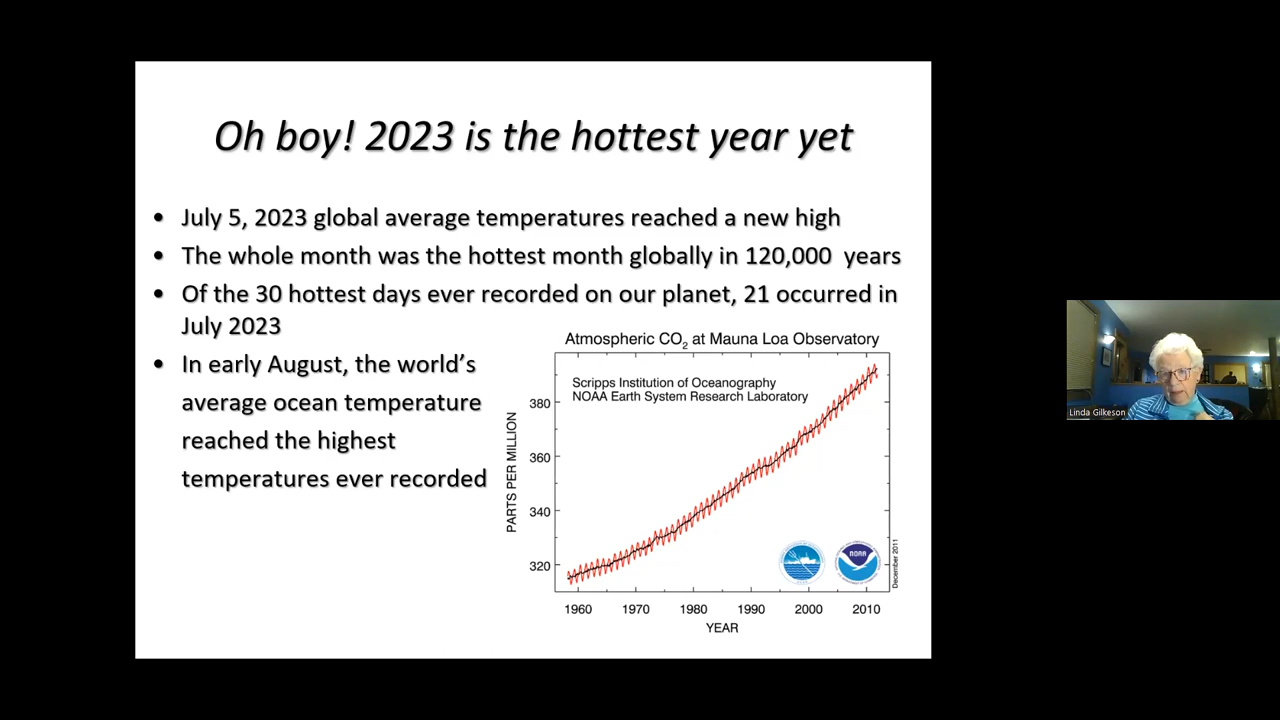 Oh boy! 2023 is the hottest year yet
• July 5, 2023 global average temperatures reached a new high
• The whole month was the hottest month globally in 120,000  years
• Of the 30 hottest days ever recorded on our planet, 21 occurred in
July 2023
• In early August, the world’s
average ocean temperature
reached the highest
temperatures ever recorded
Atmospheric CO2 at Mauna Loa Observatory
Scripps Institution of Oceanography
NOAA Earth System Research Laboratory
PARTS PER MILLION
380
360
340
320
NOAA
December 2011
1960 1970 1980 1990 2000 2010
YEAR
Linda Gilkeson